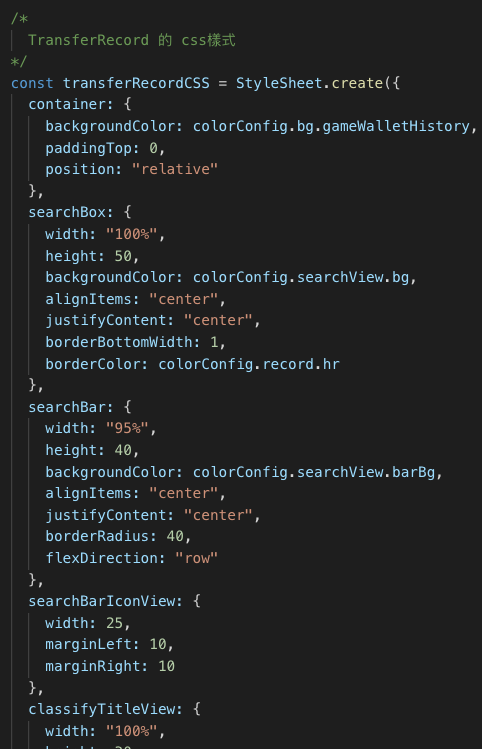 /*
  TransferRecord 的 css樣式
*/
const transferRecordCSS = StyleSheet.create({
  container: {
    backgroundColor: colorConfig.bg.gameWalletHistory,
    paddingTop: 0,
    position: "relative"
  },
  searchBox: {
    width: "100%",
    height: 50,
    backgroundColor: colorConfig.searchView.bg,
    alignItems: "center",
    justifyContent: "center",
    borderBottomWidth: 1,
    borderColor: colorConfig.record.hr
  },
  searchBar: {
    width: "95%",
    height: 40,
    backgroundColor: colorConfig.searchView.barBg,
    alignItems: "center",
    justifyContent: "center",
    borderRadius: 40,
    flexDirection: "row"
  },
  searchBarIconView: {
    width: 25,
    marginLeft: 10,
    marginRight: 10
  },
  classifyTitleView: {
    width: "100%",